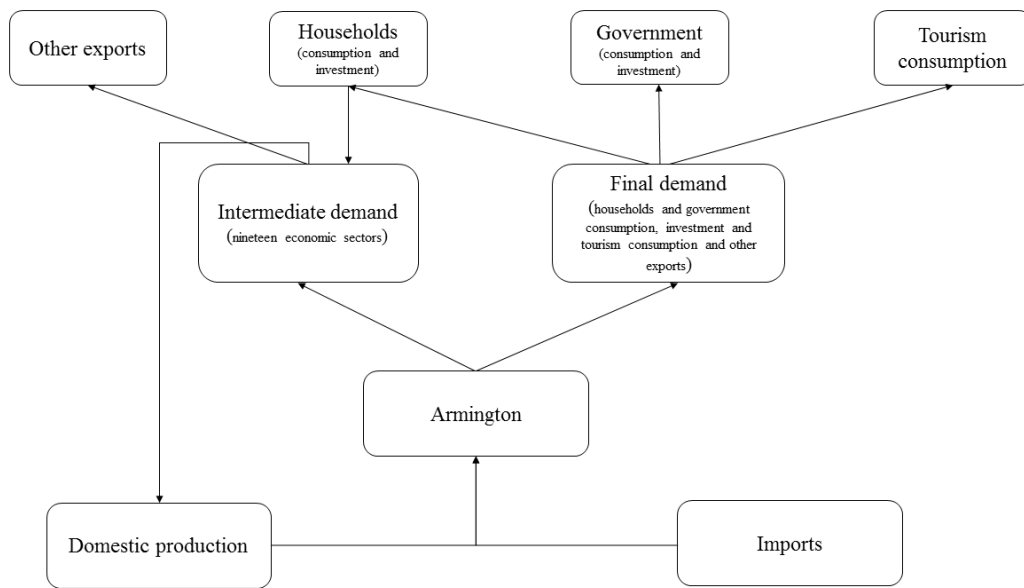 Other exports
Households
(consumption and
investment)
Government
(consumption and
investment)
Tourism
consumption
Intermediate demand
(nineteen economic sectors)
Final demand
(households and government
consumption, investment and
tourism consumption and other
exports)
Armington
Domestic production
Imports